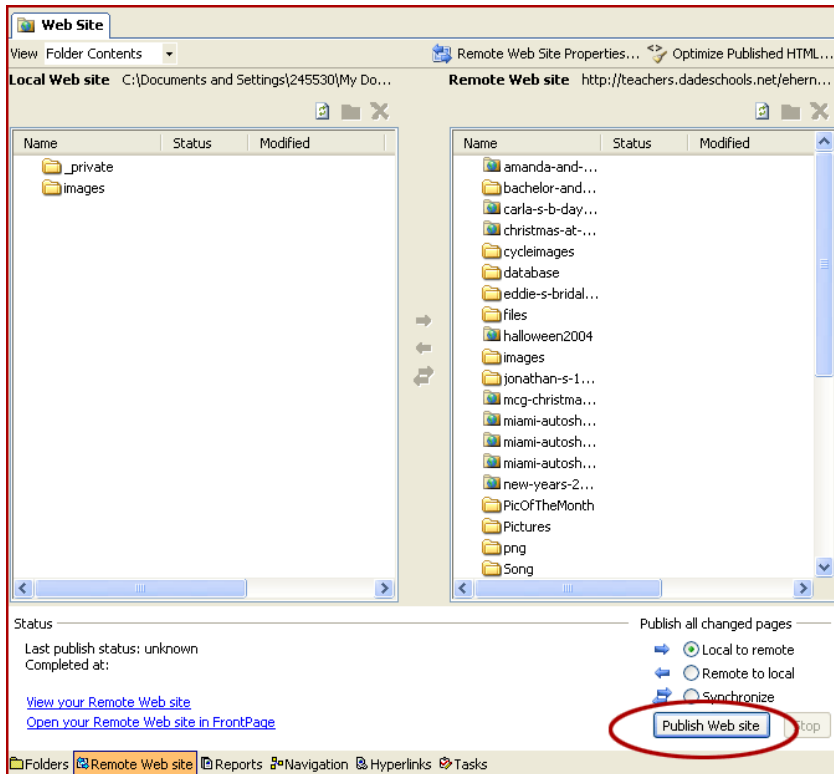 Web Site
View Folder Contents
Remote Web Site Properties... Optimize Published HTML...
Local Web site C:\Documents and Settings\245530\My Do...
Remote Web site http://teachers.dadeschools.net/ehern...
Name Status Modified
_private
images
Name Status Modified
amanda-and-...
bachelor-and...
carla-s-b-day...
christmas-at-...
cycleimages
database
eddie-s-bridal...
files
halloween2004
images
jonathan-s-1...
mcg-christma...
miami-autosh...
miami-autosh...
miami-autosh...
new-years-2...
PicOfTheMonth
Pictures
png
Song
Status
Last publish status: unknown
Completed at:
View your Remote Web site
Open your Remote Web site in FrontPage
Publish all changed pages
Local to remote
Remote to local
Synchronize
Publish Web site Stop
Folders Remote Web site Reports Navigation Hyperlinks Tasks